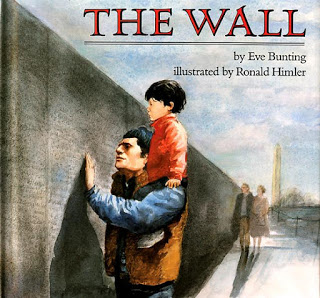 THE WALL
by Eve Bunting
illustrated by Ronald Himler